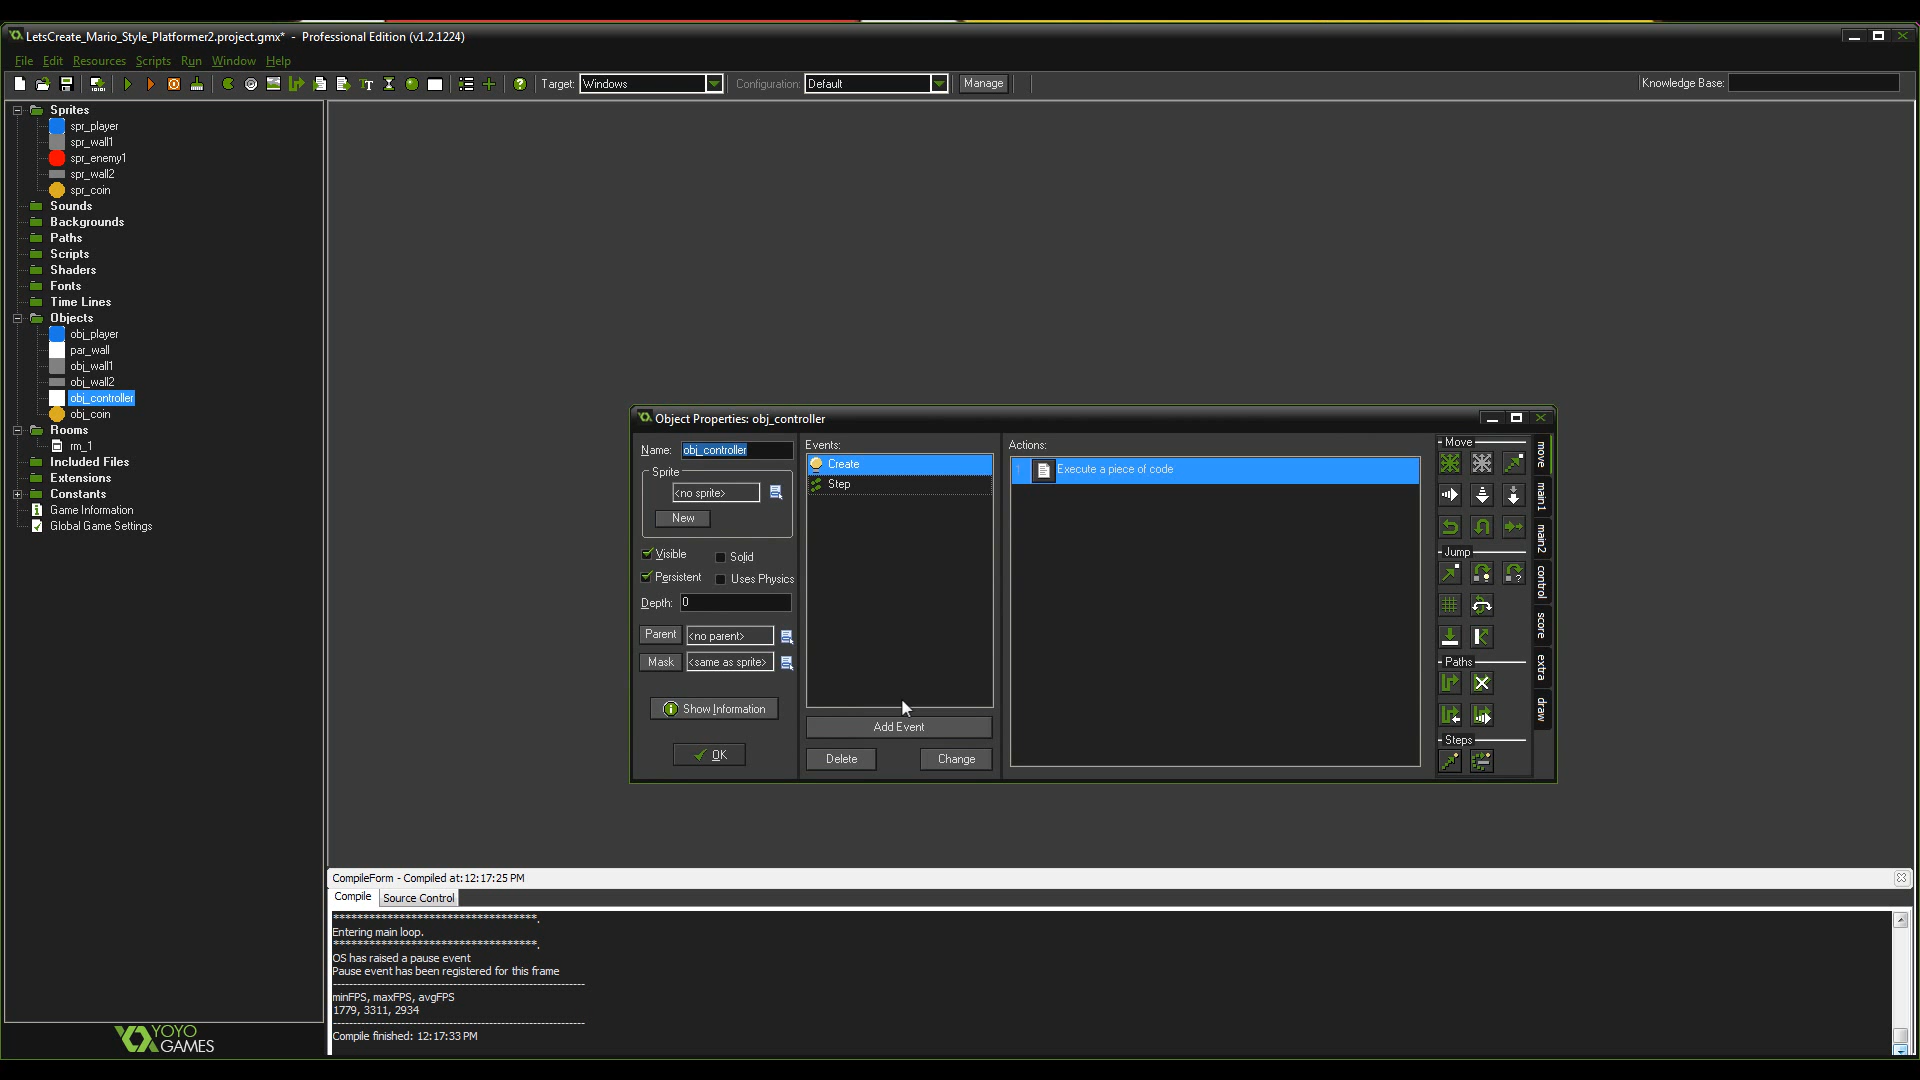 LetsCreate_Mario_Style_Platformer2.project.gmx* - Professional Edition (v1.2.1224)
File Edit Resources Scripts Run Window Help
Target: Windows Configuration: Default Manage Knowledge Base:
Sprites
spr_player
spr_wall1
spr_enemy1
spr_wall2
spr_coin
Sounds
Backgrounds
Paths
Scripts
Shaders
Fonts
Time Lines
Objects
obj_player
par_wall
obj_wall1
obj_wall2
obj_controller
obj_coin
Rooms
rm_1
Included Files
Extensions
Constants
Game Information
Global Game Settings
YOYO
GAMES
Object Properties: obj_controller
Name: obj_controller
Sprite
<no sprite>
New
Visible
Solid
Persistent
Uses Physics
Depth: 0
Parent <no parent>
Mask <same as sprite>
Show Information
OK
Events:
Create
Step
Add Event
Delete Change
Actions:
1 Execute a piece of code
Move
Jump
Paths
Steps
move
main1
main2
control
score
extra
draw
CompileForm - Compiled at: 12:17:25 PM
Compile Source Control
**********************************.
Entering main loop.
**********************************.
OS has raised a pause event
Pause event has been registered for this frame
----------------------------------------------------------------
minFPS, maxFPS, avgFPS
1779, 3311, 2934
----------------------------------------------------------------
Compile finished: 12:17:33 PM